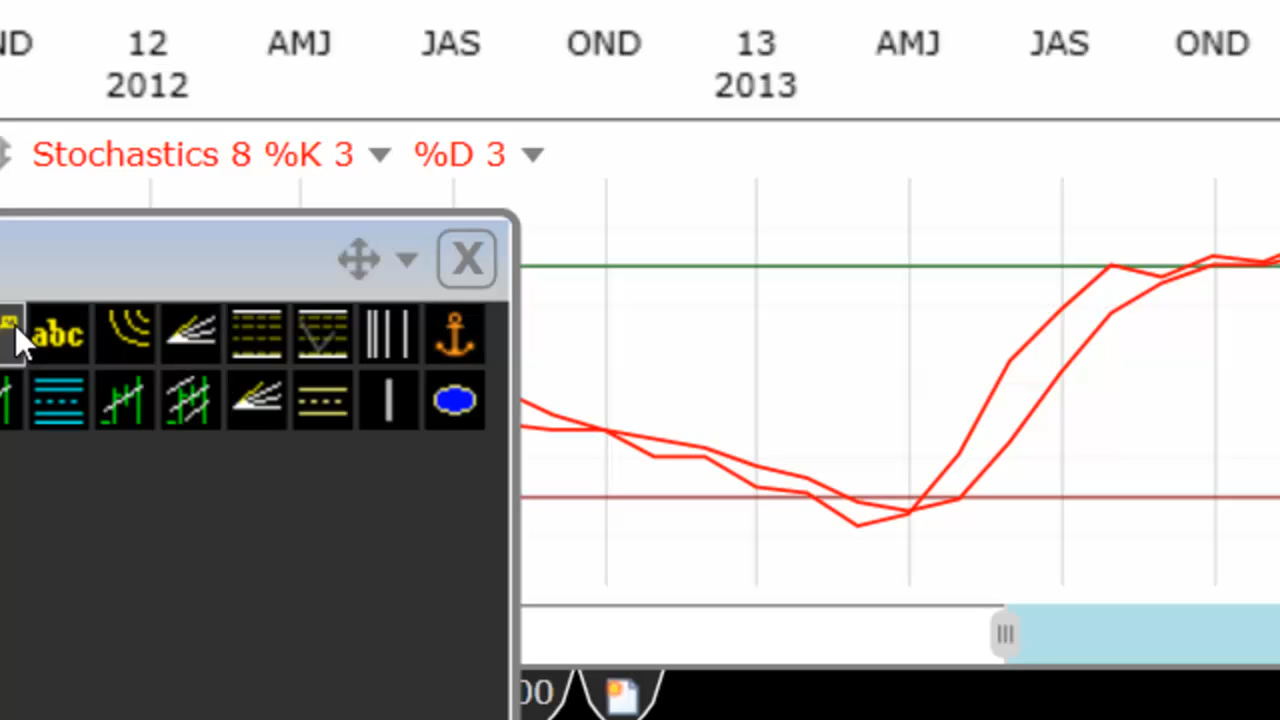 ND 12 AMJ JAS OND 13 AMJ JAS OND
2012 2013
Stochastics 8 %K 3 %D 3
X
abc
00